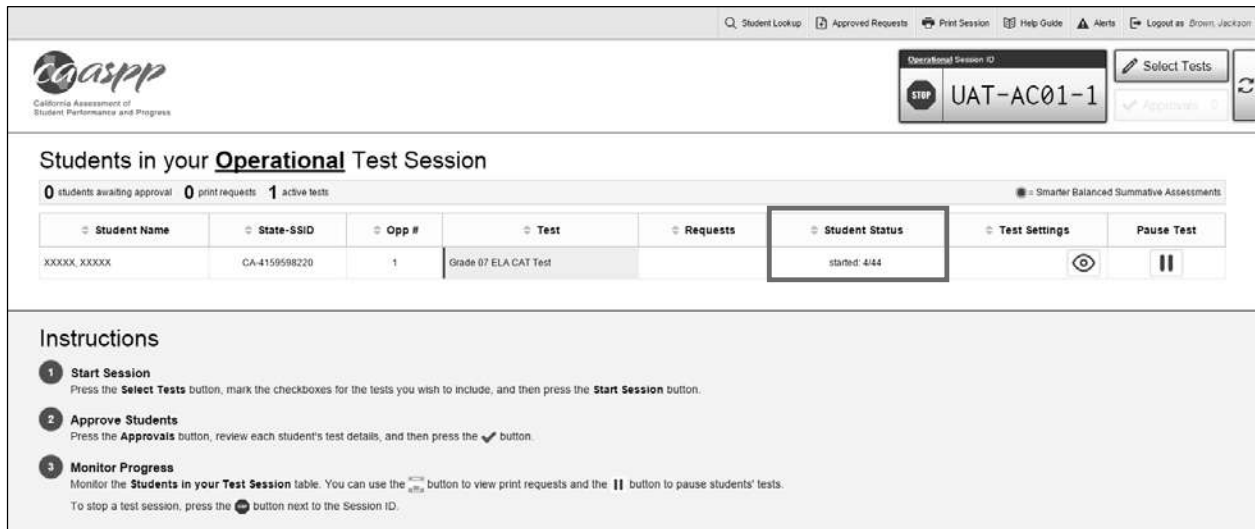 Student Lookup Approved Requests Print Session Help Guide Alerts Logout as Brown, Jackson
caaspp
California Assessment of
Student Performance and Progress
Operational Session ID
STOP UAT-AC01-1
Select Tests
Approvals 0
Students in your Operational Test Session
0 students awaiting approval 0 print requests 1 active tests = Smarter Balanced Summative Assessments
Student Name State-SSID Opp # Test Requests Student Status Test Settings Pause Test
XXXXX, XXXXX CA-4159598220 1 Grade 07 ELA CAT Test started: 4/44
Instructions
1 Start Session
Press the Select Tests button, mark the checkboxes for the tests you wish to include, and then press the Start Session button.
2 Approve Students
Press the Approvals button, review each student's test details, and then press the ✔ button.
3 Monitor Progress
Monitor the Students in your Test Session table. You can use the button to view print requests and the button to pause students' tests.
To stop a test session, press the STOP button next to the Session ID.